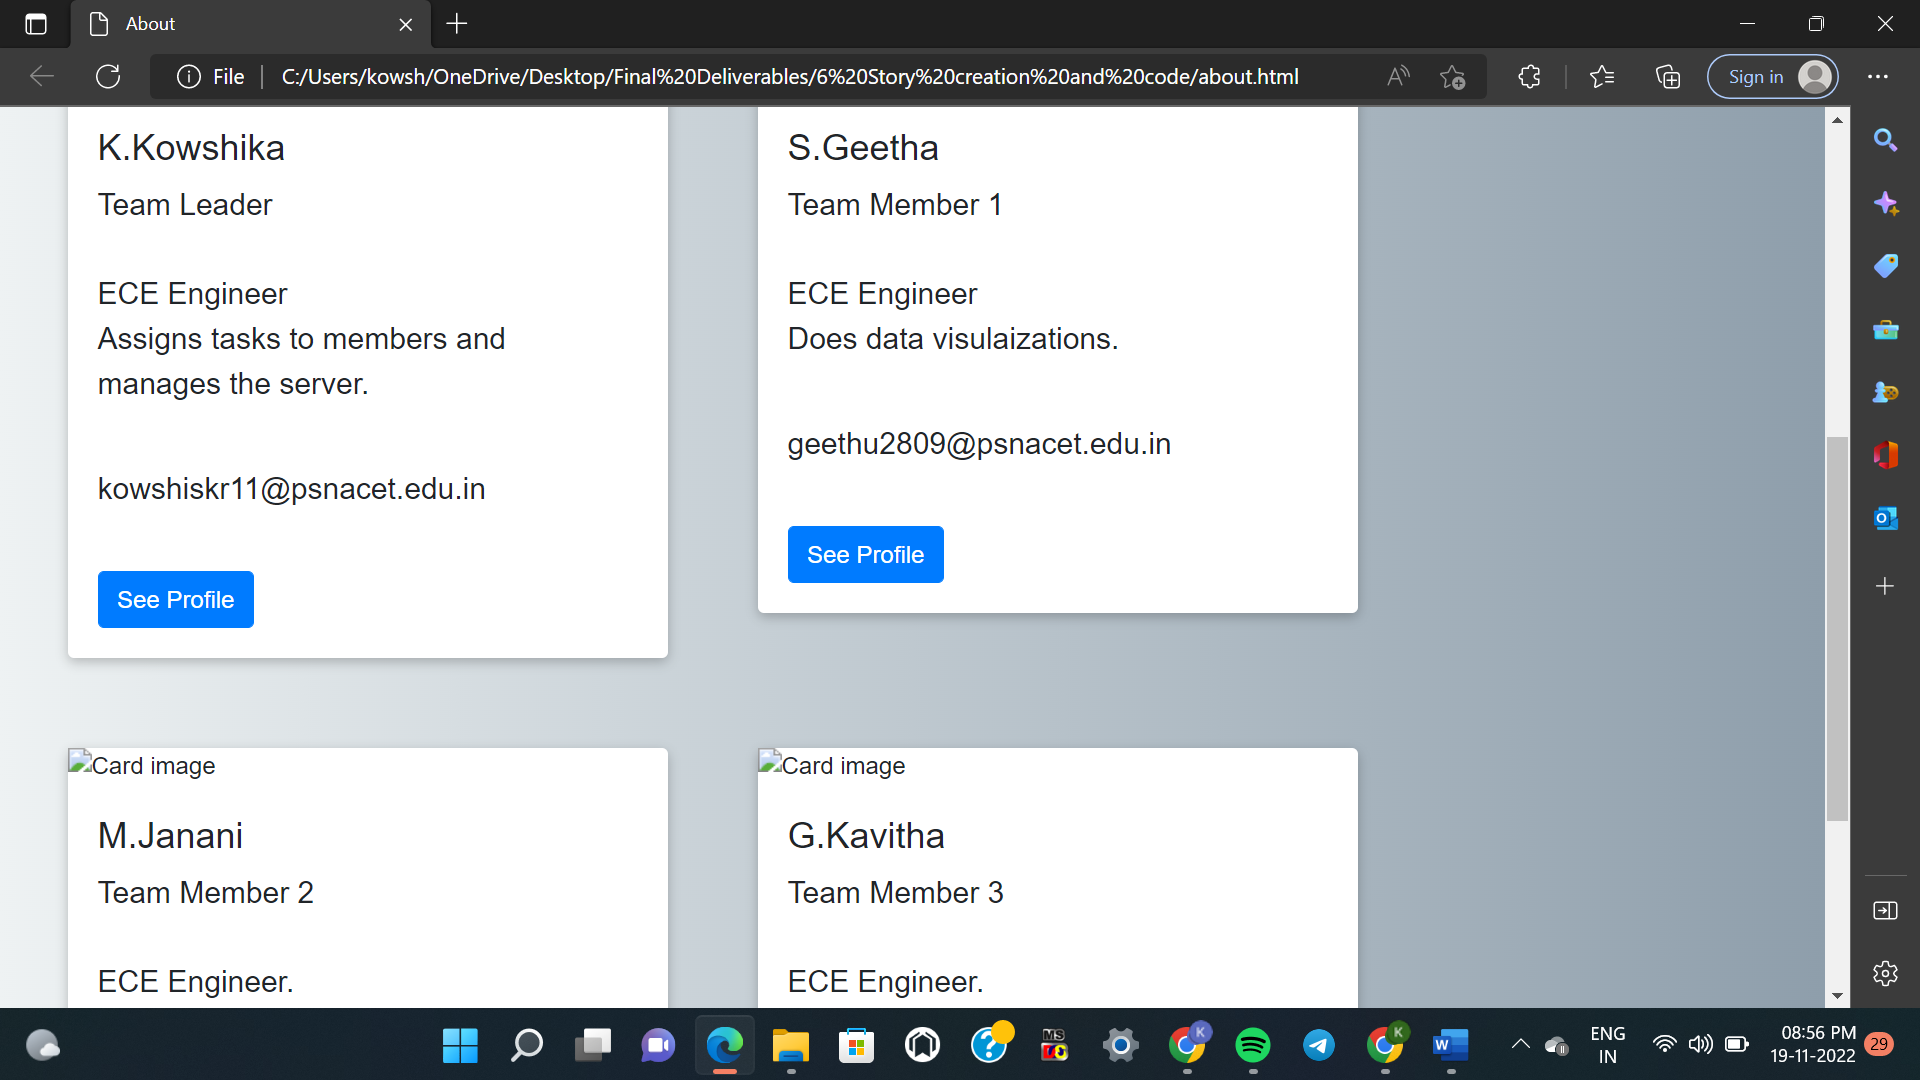 About
File
C:/Users/kowsh/OneDrive/Desktop/Final%20Deliverables/6%20Story%20creation%20and%20code/about.html
Sign in
K.Kowshika
Team Leader
ECE Engineer
Assigns tasks to members and
manages the server.
kowshiskr11@psnacet.edu.in
See Profile
S.Geetha
Team Member 1
ECE Engineer
Does data visulaizations.
geethu2809@psnacet.edu.in
See Profile
Card image
M.Janani
Team Member 2
ECE Engineer.
Card image
G.Kavitha
Team Member 3
ECE Engineer.
MS
K
K
W
ENG
IN
08:56 PM
19-11-2022
29